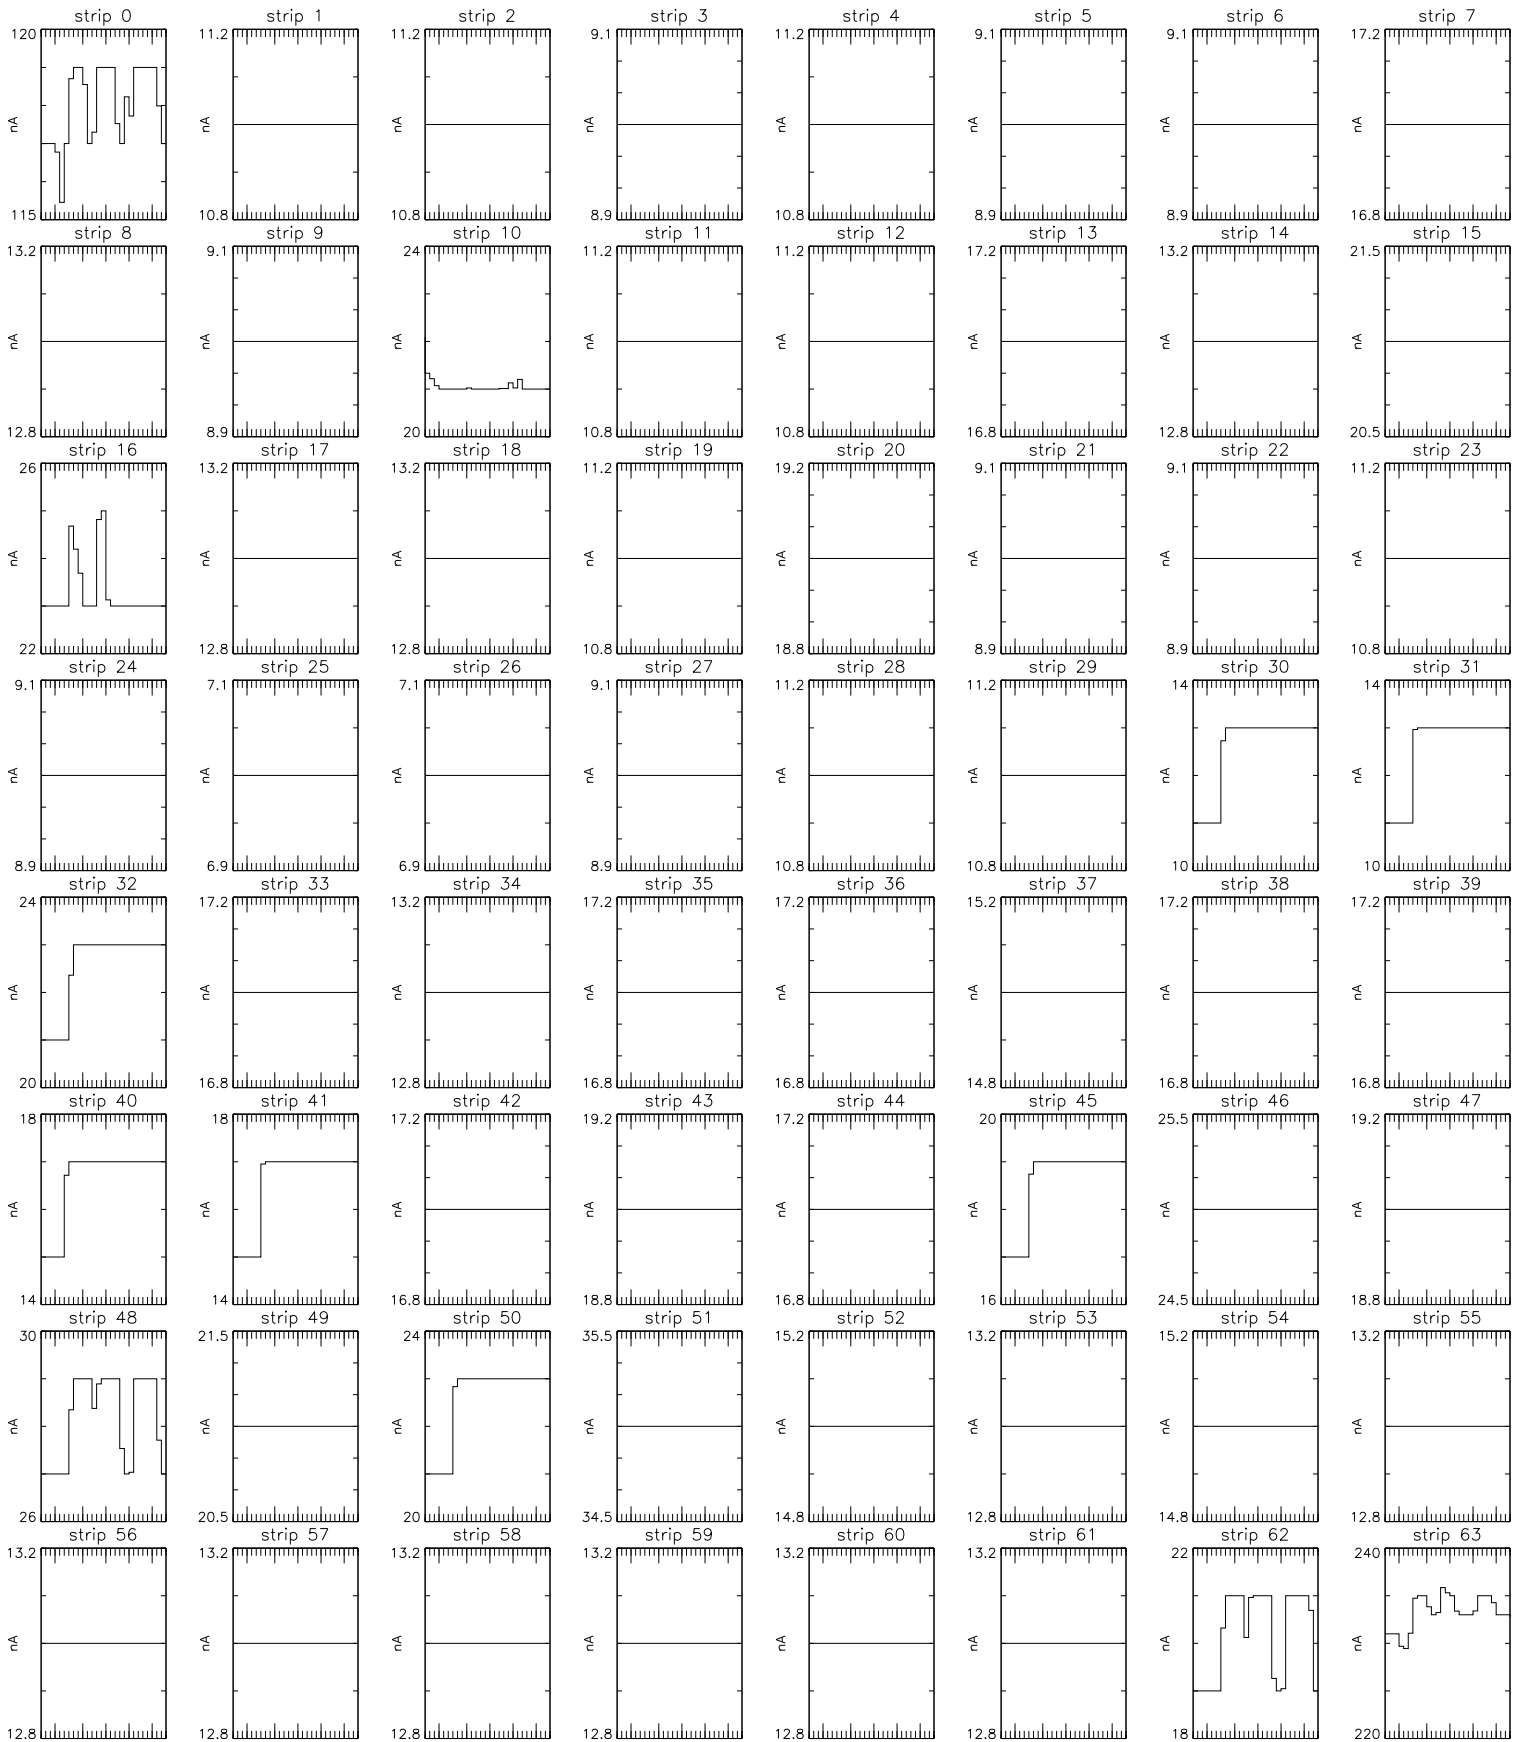 strip 0 strip 1 strip 2 strip 3 strip 4 strip 5 strip 6 strip 7
120 11.2 11.2 9.1 11.2 9.1 9.1 17.2
nA nA nA nA nA nA nA nA
115 10.8 10.8 8.9 10.8 8.9 8.9 16.8
strip 8 strip 9 strip 10 strip 11 strip 12 strip 13 strip 14 strip 15
13.2 9.1 24 11.2 11.2 17.2 13.2 21.5
nA nA nA nA nA nA nA nA
12.8 8.9 20 10.8 10.8 16.8 12.8 20.5
strip 16 strip 17 strip 18 strip 19 strip 20 strip 21 strip 22 strip 23
26 13.2 13.2 11.2 19.2 9.1 9.1 11.2
nA nA nA nA nA nA nA nA
22 12.8 12.8 10.8 18.8 8.9 8.9 10.8
strip 24 strip 25 strip 26 strip 27 strip 28 strip 29 strip 30 strip 31
9.1 7.1 7.1 9.1 11.2 11.2 14 14
nA nA nA nA nA nA nA nA
8.9 6.9 6.9 8.9 10.8 10.8 10 10
strip 32 strip 33 strip 34 strip 35 strip 36 strip 37 strip 38 strip 39
24 17.2 13.2 17.2 17.2 15.2 17.2 17.2
nA nA nA nA nA nA nA nA
20 16.8 12.8 16.8 16.8 14.8 16.8 16.8
strip 40 strip 41 strip 42 strip 43 strip 44 strip 45 strip 46 strip 47
18 18 17.2 19.2 17.2 20 25.5 19.2
nA nA nA nA nA nA nA nA
14 14 16.8 18.8 16.8 16 24.5 18.8
strip 48 strip 49 strip 50 strip 51 strip 52 strip 53 strip 54 strip 55
30 21.5 24 35.5 15.2 13.2 15.2 13.2
nA nA nA nA nA nA nA nA
26 20.5 20 34.5 14.8 12.8 14.8 12.8
strip 56 strip 57 strip 58 strip 59 strip 60 strip 61 strip 62 strip 63
13.2 13.2 13.2 13.2 13.2 13.2 22 240
nA nA nA nA nA nA nA nA
12.8 12.8 12.8 12.8 12.8 12.8 18 220